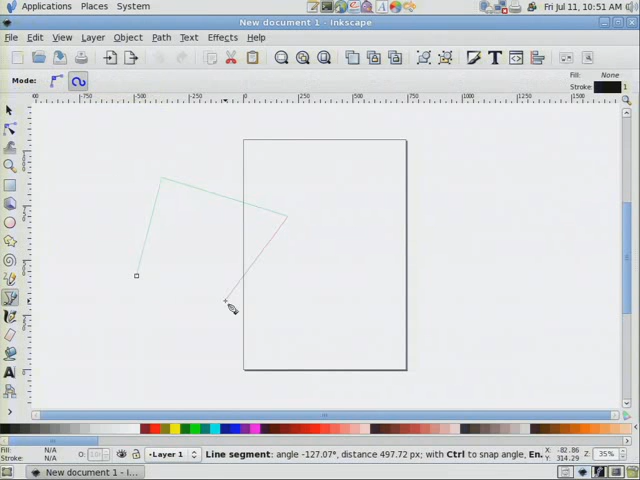 Applications Places System
Fri Jul 11, 10:51 AM
New document 1 - Inkscape
File Edit View Layer Object Path Text Effects Help
Mode:
Fill: None
Stroke: 1
-750 -500 -250 0 250 500 750 1000 1250 1500
Fill: N/A
Stroke: N/A
O:
Layer 1
Line segment: angle -127.07°, distance 497.72 px; with Ctrl to snap angle, En.
X: -82.86
Y: 314.29
Z: 35%
New document 1 - I...